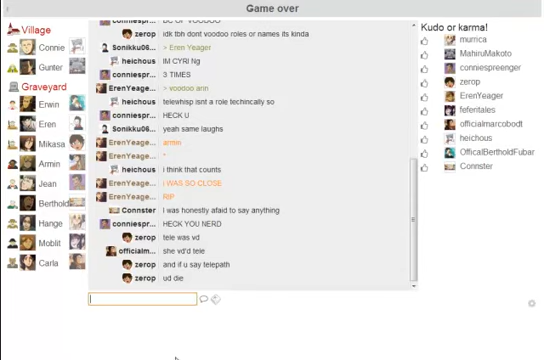 Game over
Village
Connie
Gunter
Graveyard
Erwin
Eren
Mikasa
Armin
Jean
Berthold
Hange
Moblit
Carla
conniespr...
zerop idk tbh dont voodoo roles or names its kinda
Sonikku06... > Eren Yeager
heichous IM CYRI Ng
conniespr... 3 TIMES
ErenYeage... > voodoo ann
heichous telewhisp isnt a role techincally so
conniespr... HECK U
Sonikku06... yeah same laughs
ErenYeage... armin
ErenYeage... *
heichous i think that counts
ErenYeage... i WAS SO CLOSE
ErenYeage... RIP
Connster I was honestly afaid to say anything
conniespr... HECK YOU NERD
zerop tele was vd
officialm... she vd'd tele
zerop and if u say telepath
zerop ud die
Kudo or karma!
murrica
MahiruMakoto
conniespreenger
zerop
ErenYeager
feferitales
officialmarcobodt
heichous
OfficalBertholdFubar
Connster